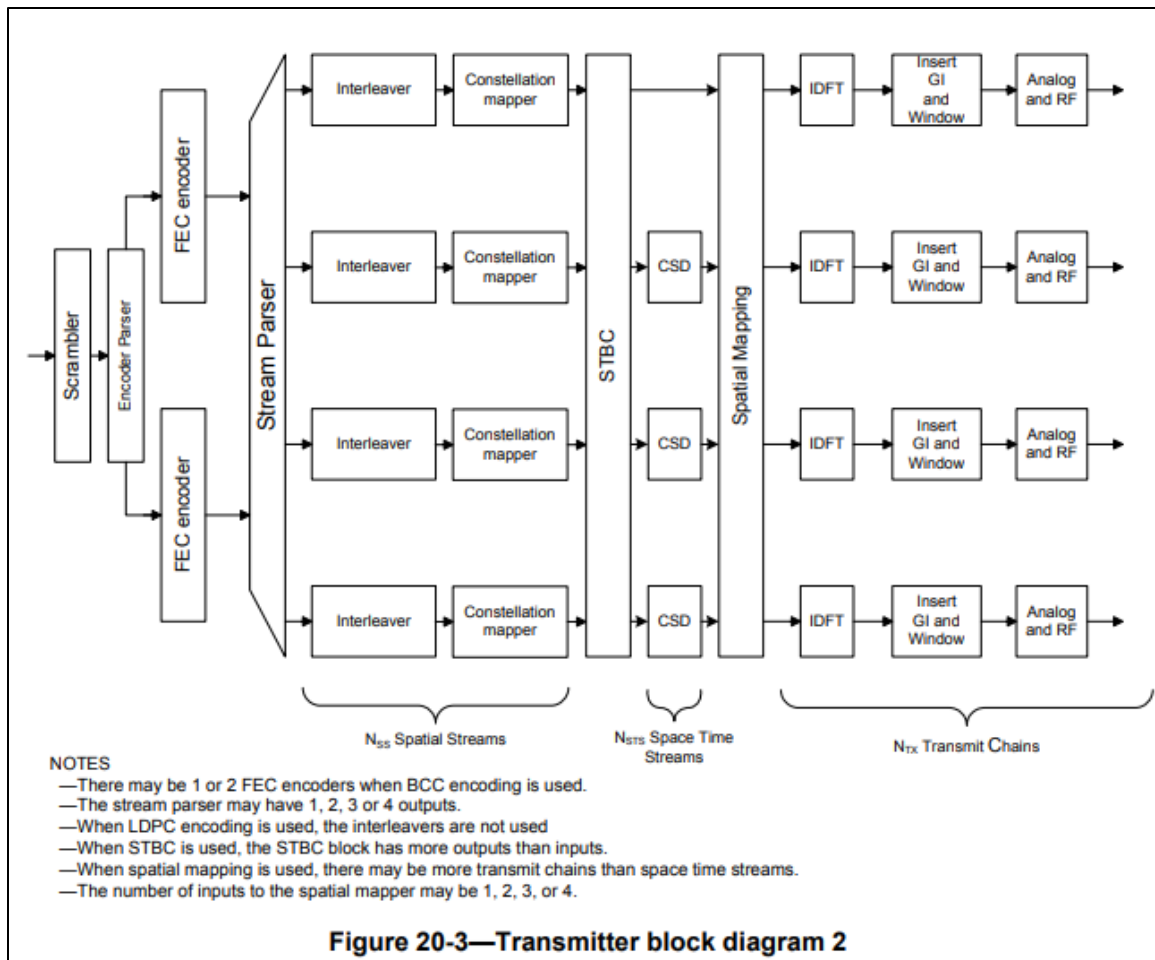 Scrambler
Encoder Parser
FEC encoder
FEC encoder
Stream Parser
Interleaver
Constellation
mapper
Interleaver
Constellation
mapper
Interleaver
Constellation
mapper
Interleaver
Constellation
mapper
STBC
CSD
CSD
CSD
Spatial Mapping
IDFT
Insert
GI
and
Window
Analog
and RF
IDFT
Insert
GI and
Window
Analog
and RF
IDFT
Insert
GI and
Window
Analog
and RF
IDFT
Insert
GI and
Window
Analog
and RF
NSS Spatial Streams
NSTS Space Time
Streams
NTX Transmit Chains
NOTES
—There may be 1 or 2 FEC encoders when BCC encoding is used.
—The stream parser may have 1, 2, 3 or 4 outputs.
—When LDPC encoding is used, the interleavers are not used
—When STBC is used, the STBC block has more outputs than inputs.
—When spatial mapping is used, there may be more transmit chains than space time streams.
—The number of inputs to the spatial mapper may be 1, 2, 3, or 4.
Figure 20-3—Transmitter block diagram 2